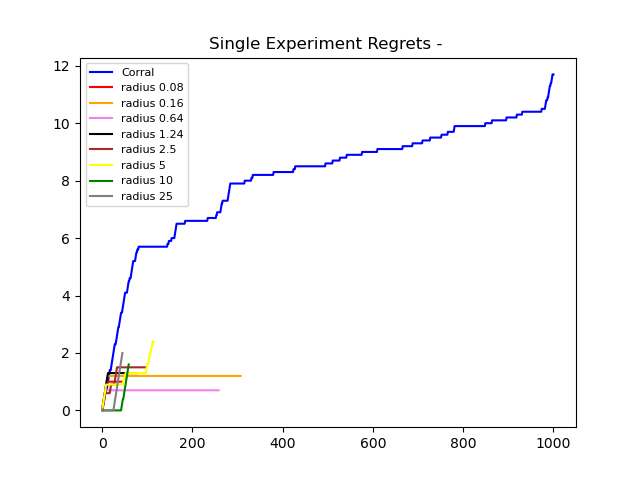 Single Experiment Regrets -
12
10
8
6
4
2
0
Corral
radius 0.08
radius 0.16
radius 0.64
radius 1.24
radius 2.5
radius 5
radius 10
radius 25
0 200 400 600 800 1000